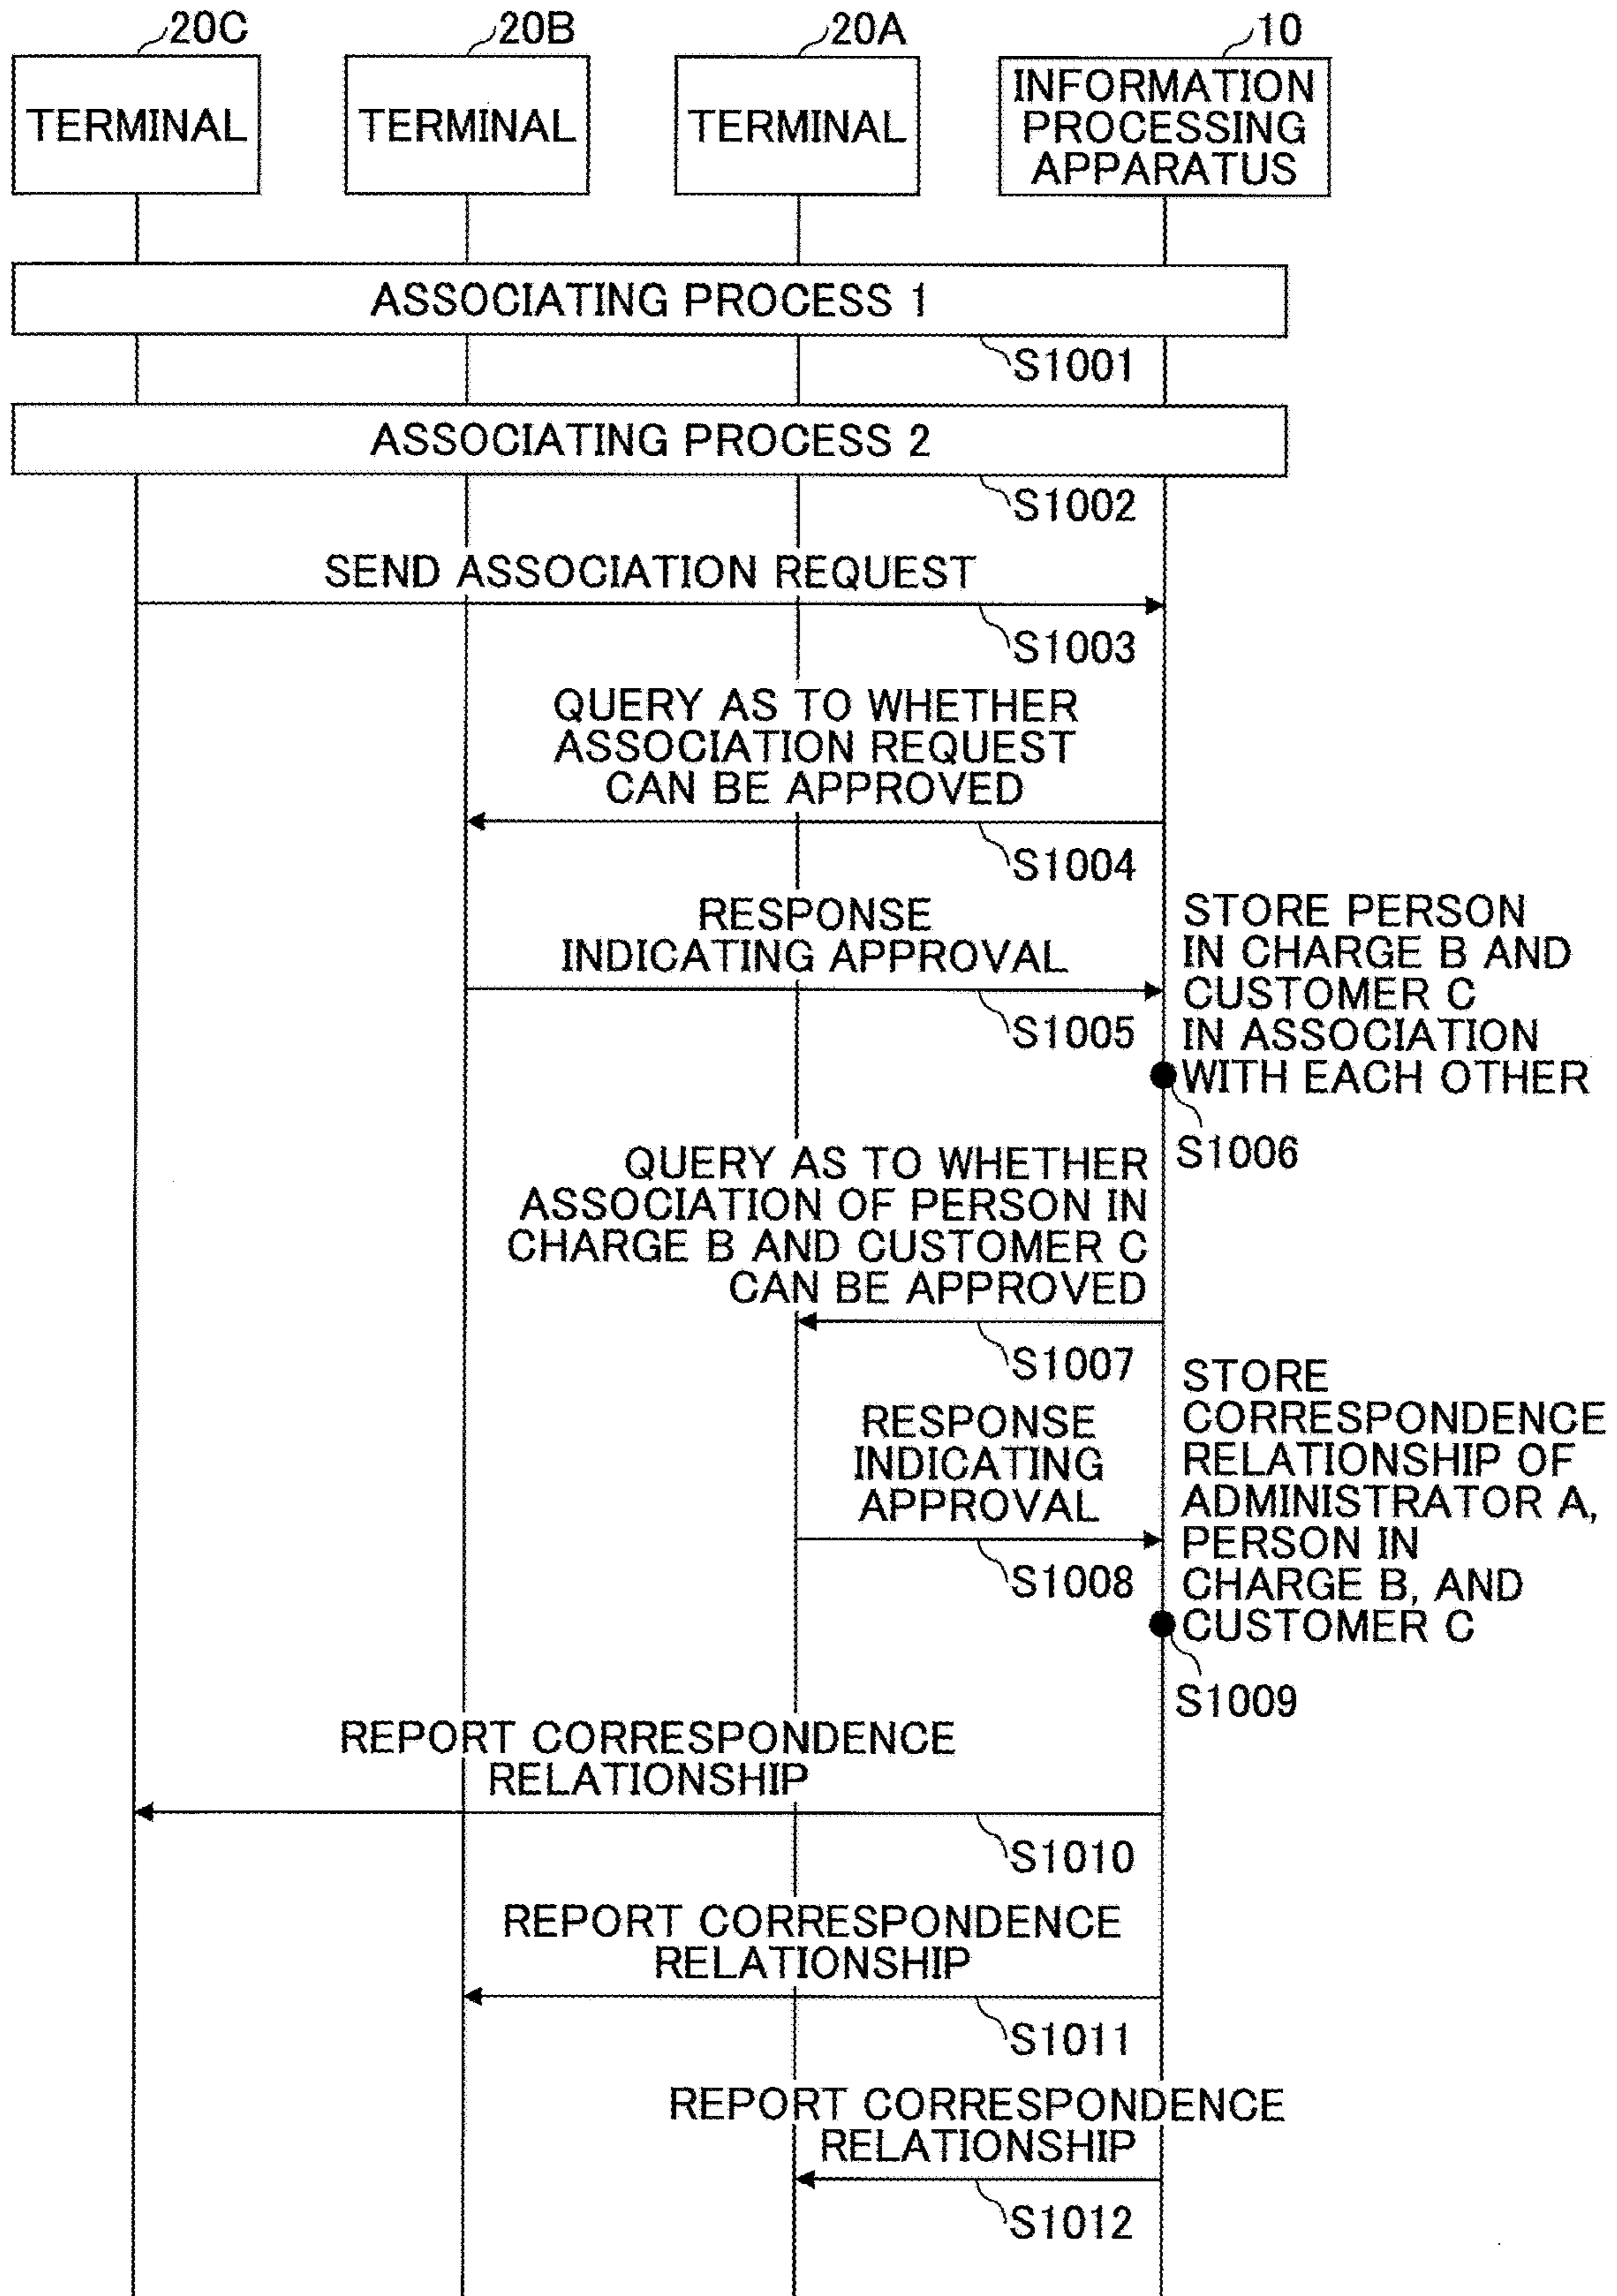 20C
20B
20A
10
TERMINAL
TERMINAL
TERMINAL
INFORMATION
PROCESSING
APPARATUS
ASSOCIATING PROCESS 1
S1001
ASSOCIATING PROCESS 2
S1002
SEND ASSOCIATION REQUEST
S1003
QUERY AS TO WHETHER
ASSOCIATION REQUEST
CAN BE APPROVED
S1004
RESPONSE
INDICATING APPROVAL
S1005
STORE PERSON
IN CHARGE B AND
CUSTOMER C
IN ASSOCIATION
WITH EACH OTHER
S1006
QUERY AS TO WHETHER
ASSOCIATION OF PERSON IN
CHARGE B AND CUSTOMER C
CAN BE APPROVED
S1007
RESPONSE
INDICATING
APPROVAL
S1008
STORE
CORRESPONDENCE
RELATIONSHIP OF
ADMINISTRATOR A,
PERSON IN
CHARGE B, AND
CUSTOMER C
S1009
REPORT CORRESPONDENCE
RELATIONSHIP
S1010
REPORT CORRESPONDENCE
RELATIONSHIP
S1011
REPORT CORRESPONDENCE
RELATIONSHIP
S1012